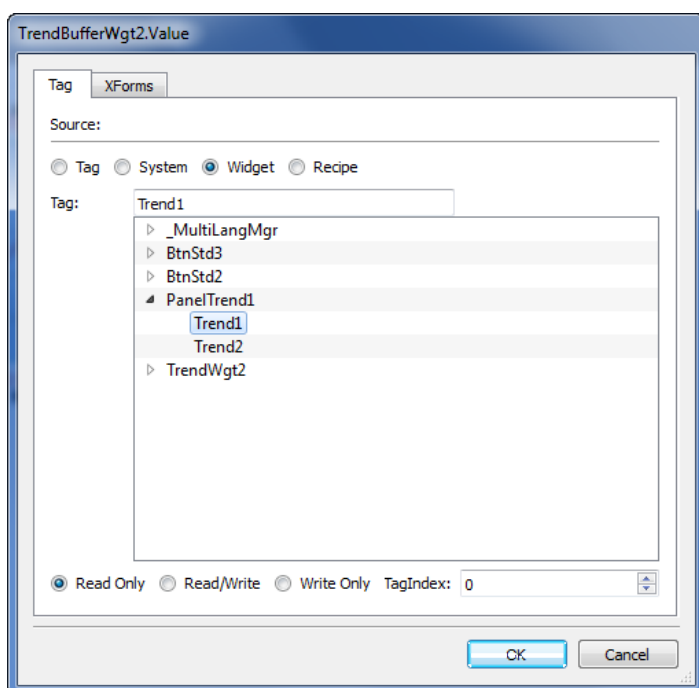 TrendBufferWgt2.Value
Tag XForms
Source:
Tag System Widget Recipe
Tag: Trend1
_MultiLangMgr
BtnStd3
BtnStd2
PanelTrend1
Trend1
Trend2
TrendWgt2
Read Only Read/Write Write Only TagIndex: 0
OK Cancel